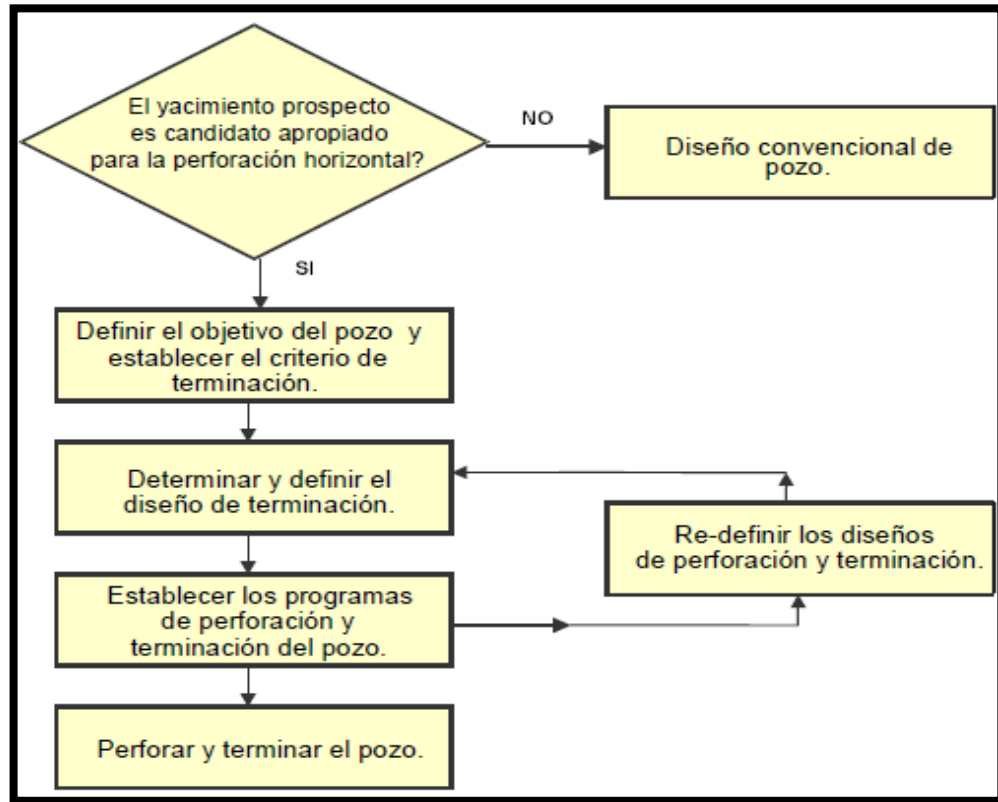 El yacimiento prospecto
es candidato apropiado
para la perforación horizontal?
NO
Diseño convencional de
pozo.
SI
Definir el objetivo del pozo y
establecer el criterio de
terminación.
Determinar y definir el
diseño de terminación.
Re-definir los diseños
de perforación y terminación.
Establecer los programas
de perforación y
terminación del pozo.
Perforar y terminar el pozo.